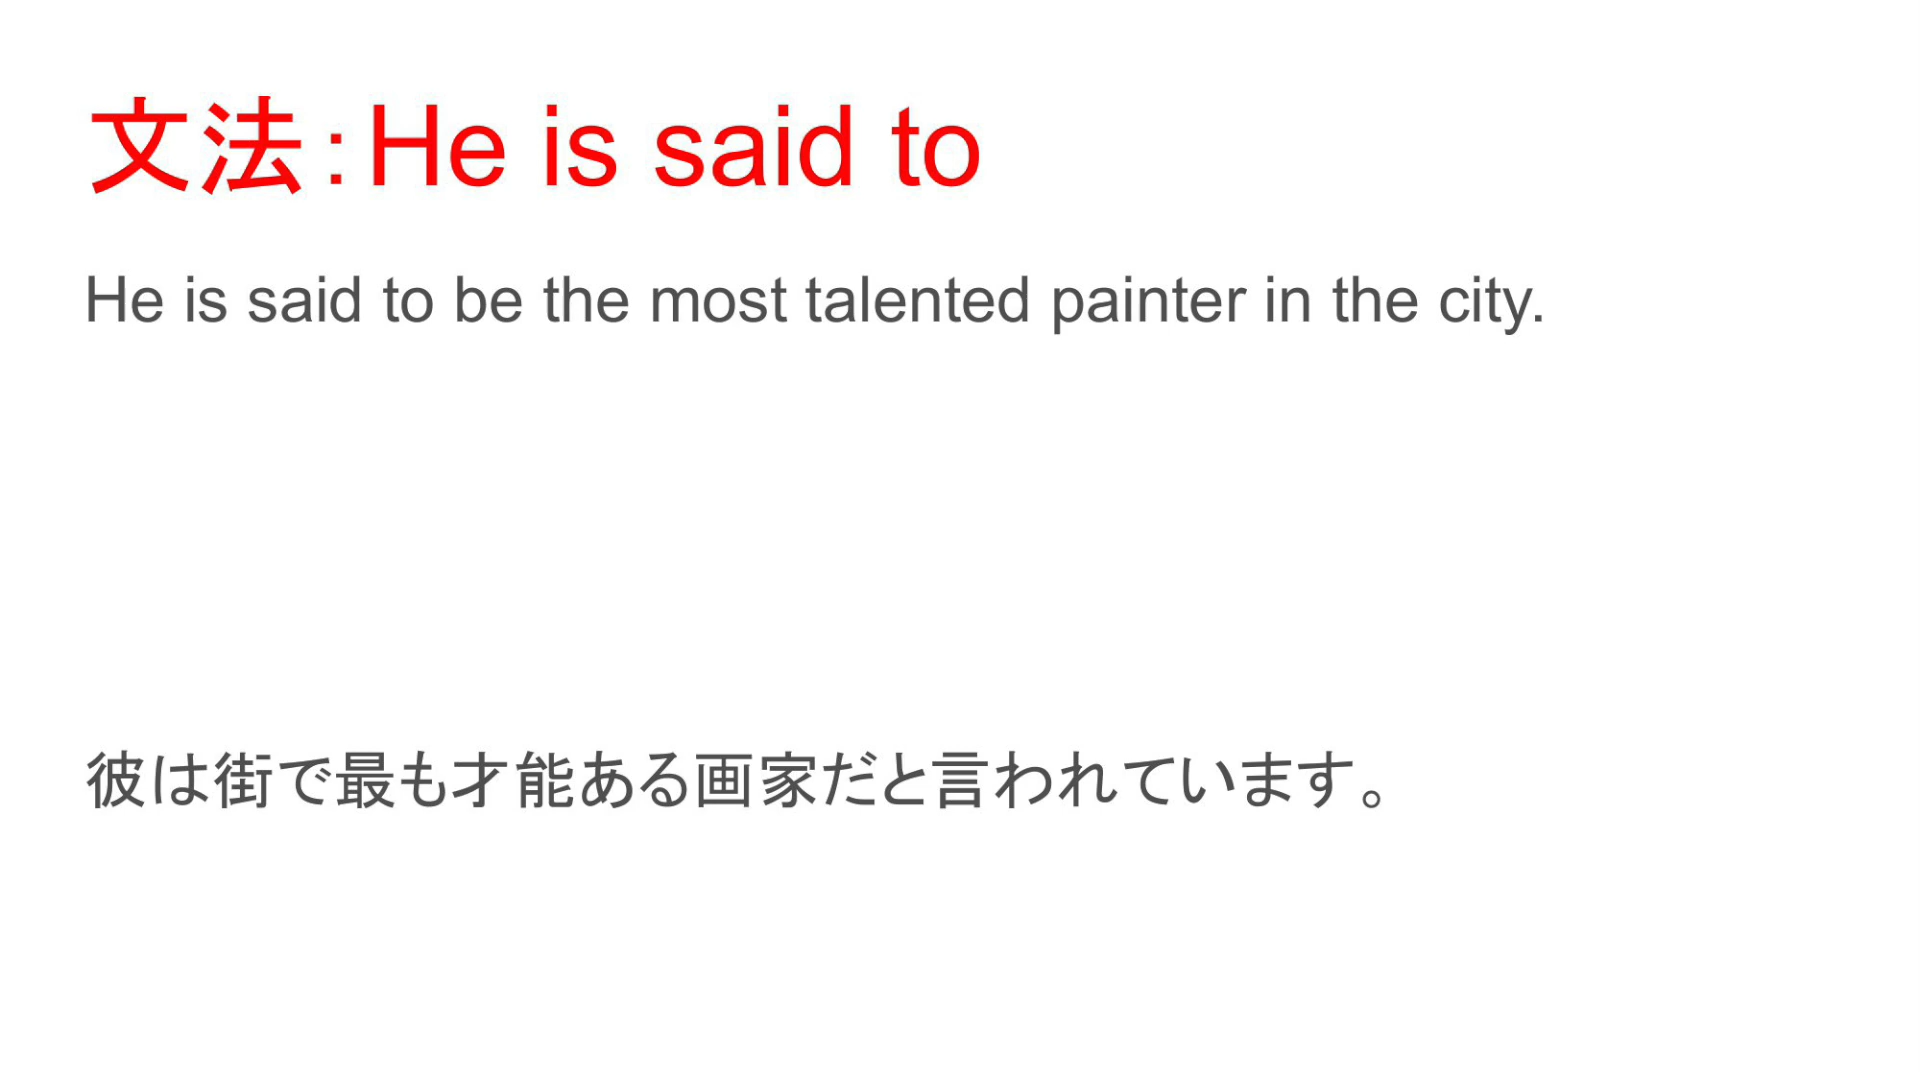 文法：He is said to
He is said to be the most talented painter in the city.
彼は街で最も才能ある画家だと言われています。